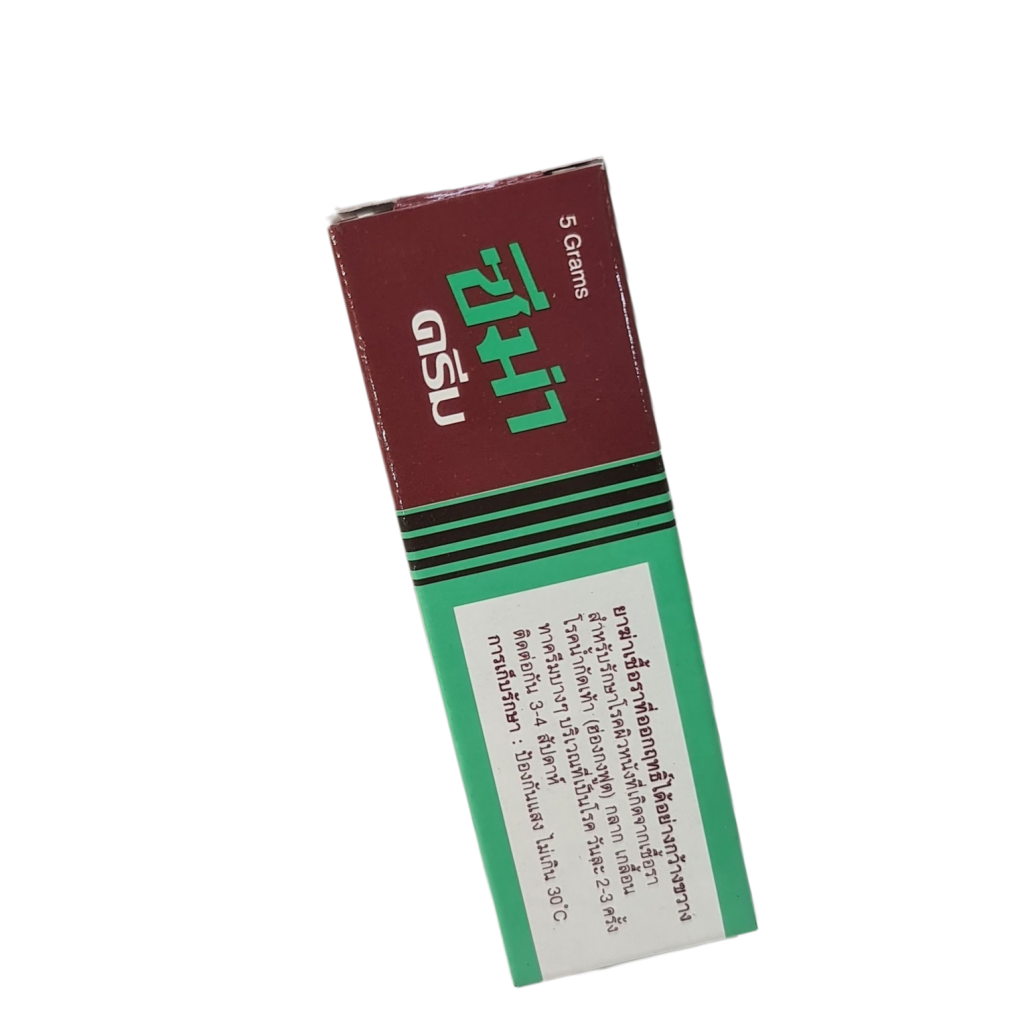 5 Grams
ซีม่า
ครีม
ยาฆ่าเชื้อราที่ออกฤทธิ์ได้อย่างกว้างขวาง
สำหรับรักษาโรคผิวหนังที่เกิดจากเชื้อรา
โรคน้ำกัดเท้า (ฮ่องกงฟุต) กลาก เกลื้อน
ทาครีมบางๆ บริเวณที่เป็นโรค วันละ 2-3 ครั้ง
ติดต่อกัน 3-4 สัปดาห์
การเก็บรักษา : ป้องกันแสง ไม่เกิน 30°C